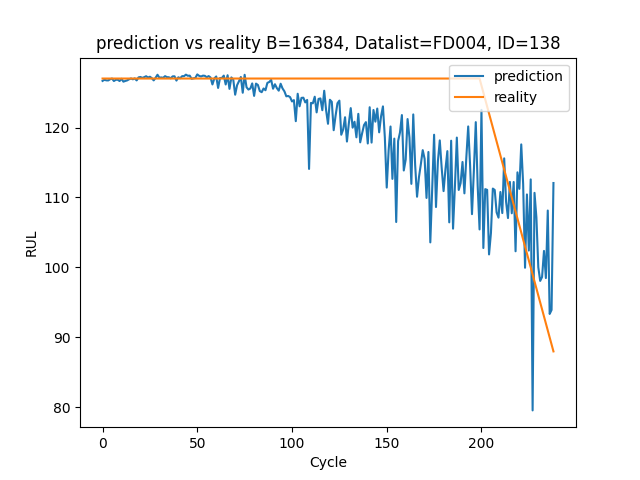 prediction vs reality B=16384, Datalist=FD004, ID=138
prediction
reality
RUL
120
110
100
90
80
0
50
100
150
200
Cycle